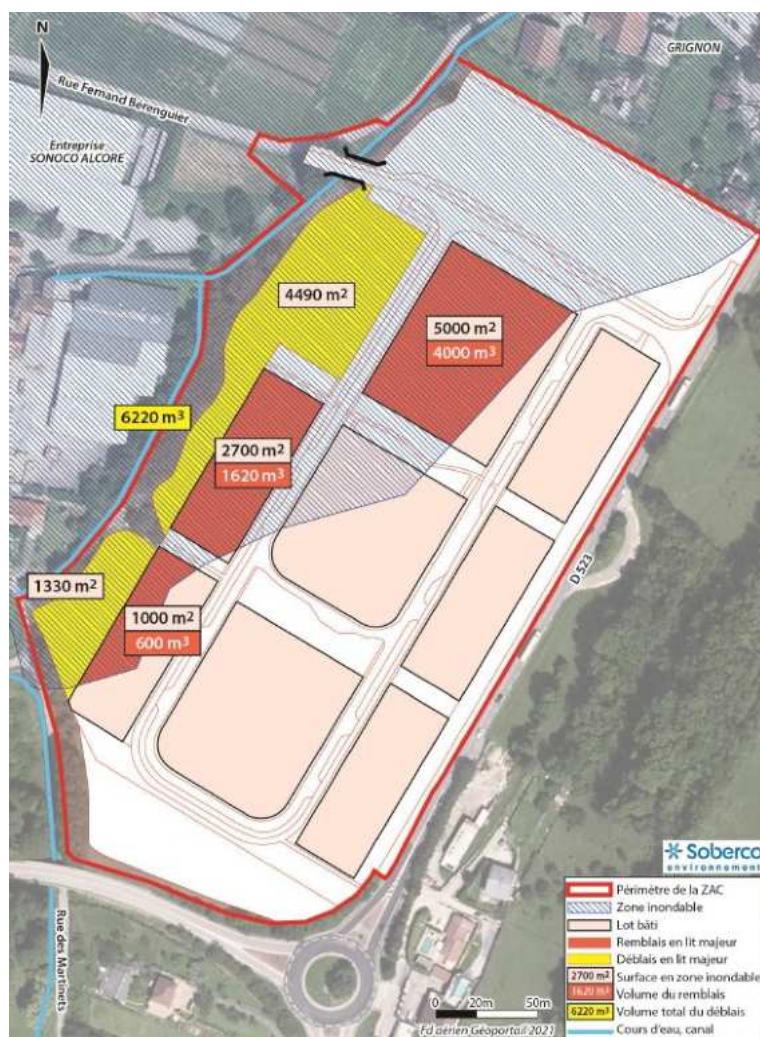 N
GRIGNON
Rue Fernand Berenguier
Entreprise
SONOCO ALCORE
4490 m²
5000 m²
4000 m³
6220 m³
2700 m²
1620 m³
1330 m²
1000 m²
600 m³
D 523
Rue des Martinets
Soberco
environnement
Périmètre de la ZAC
Zone inondable
Lot bâti
Remblais en lit majeur
Déblais en lit majeur
2700 m² Surface en zone inondable
1620 m³ Volume du remblais
6220 m³ Volume total du déblais
Cours d'eau, canal
0 20m 50m
Fd aérien Géoportail 2021